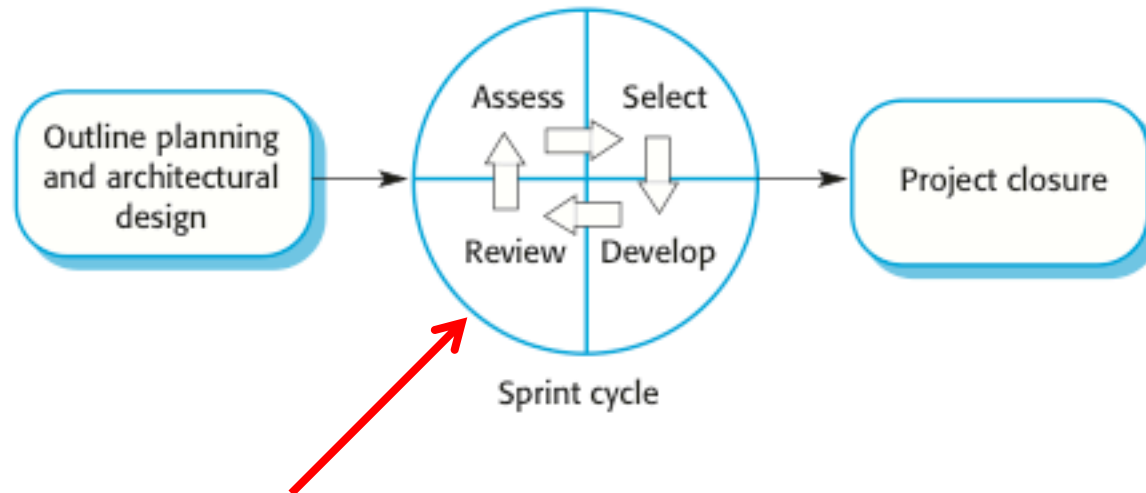 Outline planning
and architectural
design
Assess
Select
Review
Develop
Sprint cycle
Project closure